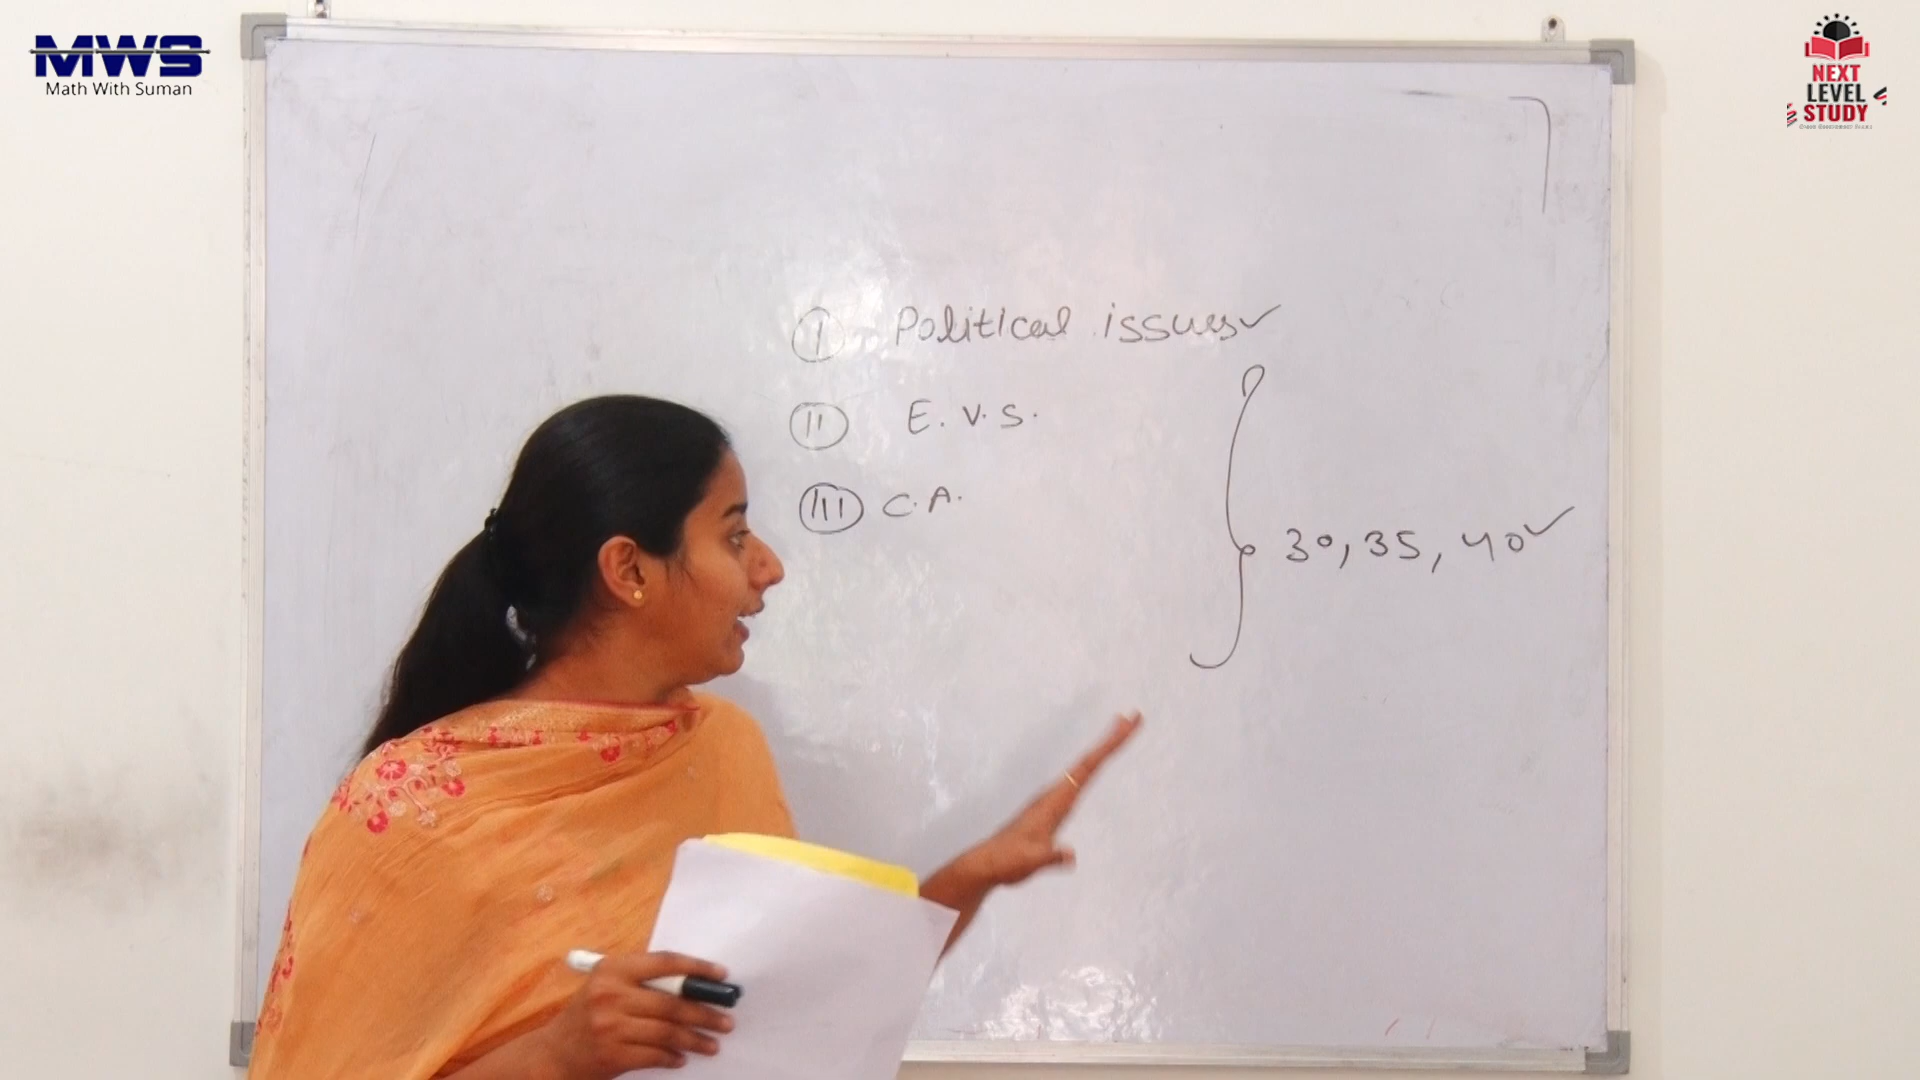 MWS
Math With Suman
NEXT
LEVEL
STUDY
I - Political issues ✓
II E.V.S.
III C.A.
30, 35, 40 ✓